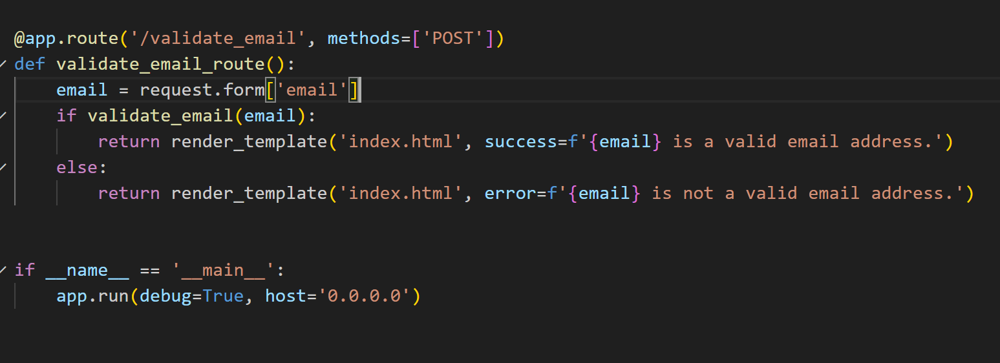 @app.route('/validate_email', methods=['POST'])
def validate_email_route():
    email = request.form['email']
    if validate_email(email):
        return render_template('index.html', success=f'{email} is a valid email address.')
    else:
        return render_template('index.html', error=f'{email} is not a valid email address.')
if __name__ == '__main__':
    app.run(debug=True, host='0.0.0.0')